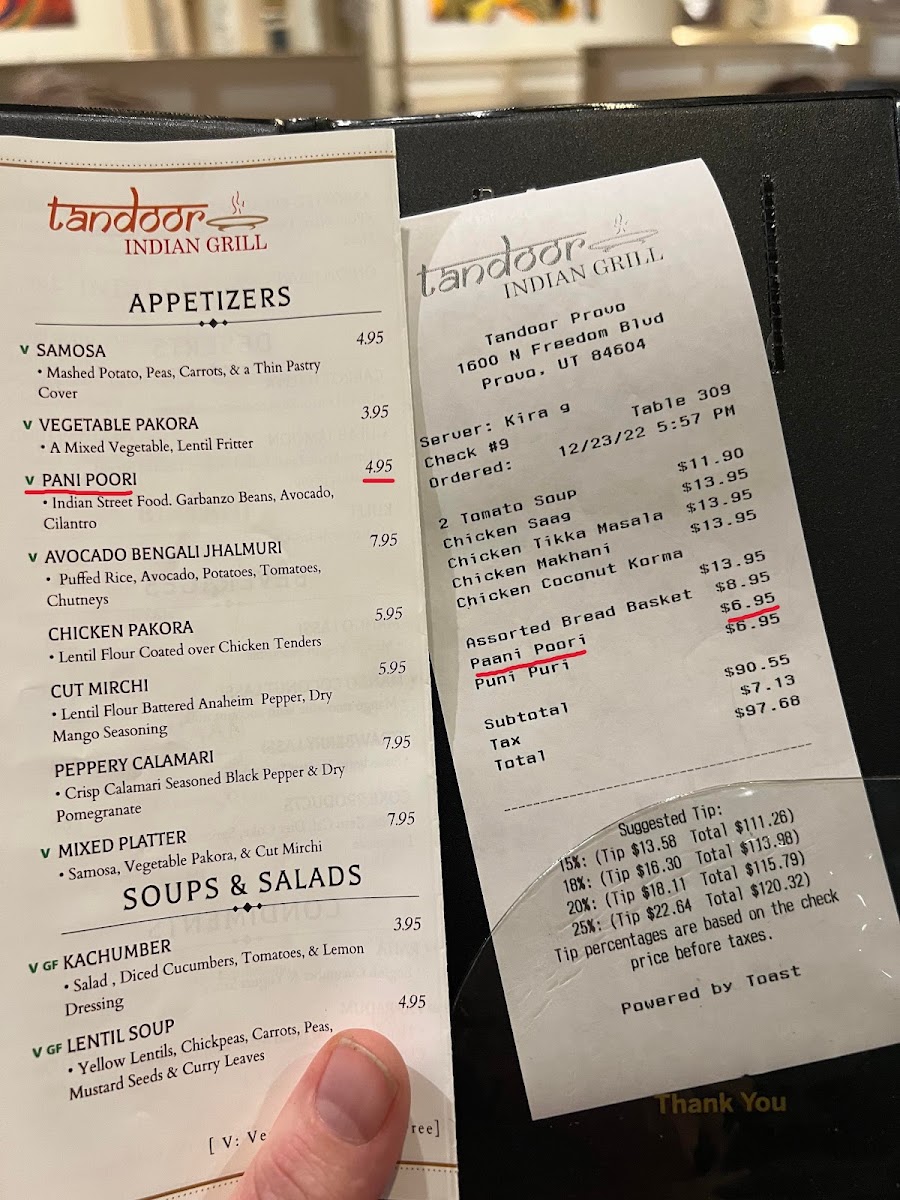 tandoor
INDIAN GRILL
APPETIZERS
V SAMOSA 4.95
• Mashed Potato, Peas, Carrots, & a Thin Pastry
Cover
V VEGETABLE PAKORA 3.95
• A Mixed Vegetable, Lentil Fritter
V PANI POORI 4.95
• Indian Street Food. Garbanzo Beans, Avocado,
Cilantro
V AVOCADO BENGALI JHALMURI 7.95
• Puffed Rice, Avocado, Potatoes, Tomatoes,
Chutneys
CHICKEN PAKORA 5.95
• Lentil Flour Coated over Chicken Tenders
CUT MIRCHI 5.95
• Lentil Flour Battered Anaheim Pepper, Dry
Mango Seasoning
PEPPERY CALAMARI 7.95
• Crisp Calamari Seasoned Black Pepper & Dry
Pomegranate
V MIXED PLATTER 7.95
• Samosa, Vegetable Pakora, & Cut Mirchi
SOUPS & SALADS
V GF KACHUMBER 3.95
• Salad , Diced Cucumbers, Tomatoes, & Lemon
Dressing
V GF LENTIL SOUP 4.95
• Yellow Lentils, Chickpeas, Carrots, Peas,
Mustard Seeds & Curry Leaves
[ V: Ve ree]
tandoor
INDIAN GRILL
Tandoor Provo
1600 N Freedom Blvd
Provo, UT 84604
Server: Kira g Table 309
Check #9
Ordered: 12/23/22 5:57 PM
2 Tomato Soup $11.90
Chicken Saag $13.95
Chicken Tikka Masala $13.95
Chicken Makhani $13.95
Chicken Coconut Korma $13.95
Assorted Bread Basket $8.95
Paani Poori $6.95
Puni Puri $6.95
Subtotal $90.55
Tax $7.13
Total $97.68
Suggested Tip:
15%: (Tip $13.58 Total $111.26)
18%: (Tip $16.30 Total $113.98)
20%: (Tip $18.11 Total $115.79)
25%: (Tip $22.64 Total $120.32)
Tip percentages are based on the check
price before taxes.
Powered by Toast
Thank You